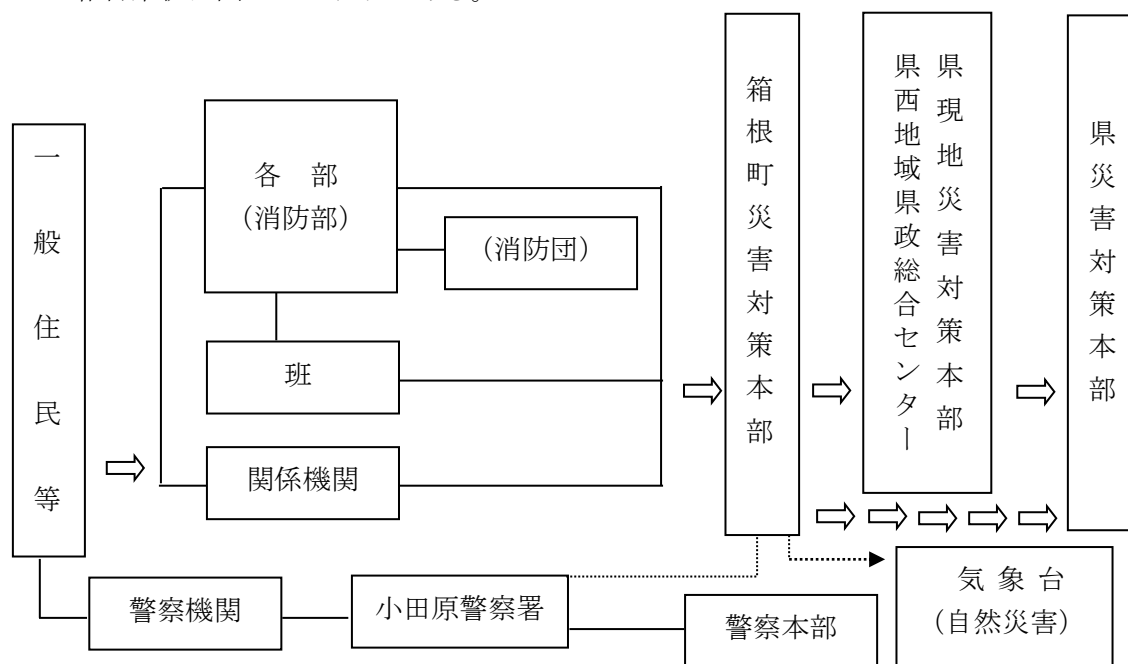 一般住民等
各　部
（消防部）
（消防団）
班
関係機関
箱根町災害対策本部
県現地災害対策本部
県西地域県政総合センター
県災害対策本部
警察機関
小田原警察署
警察本部
気 象 台
（自然災害）